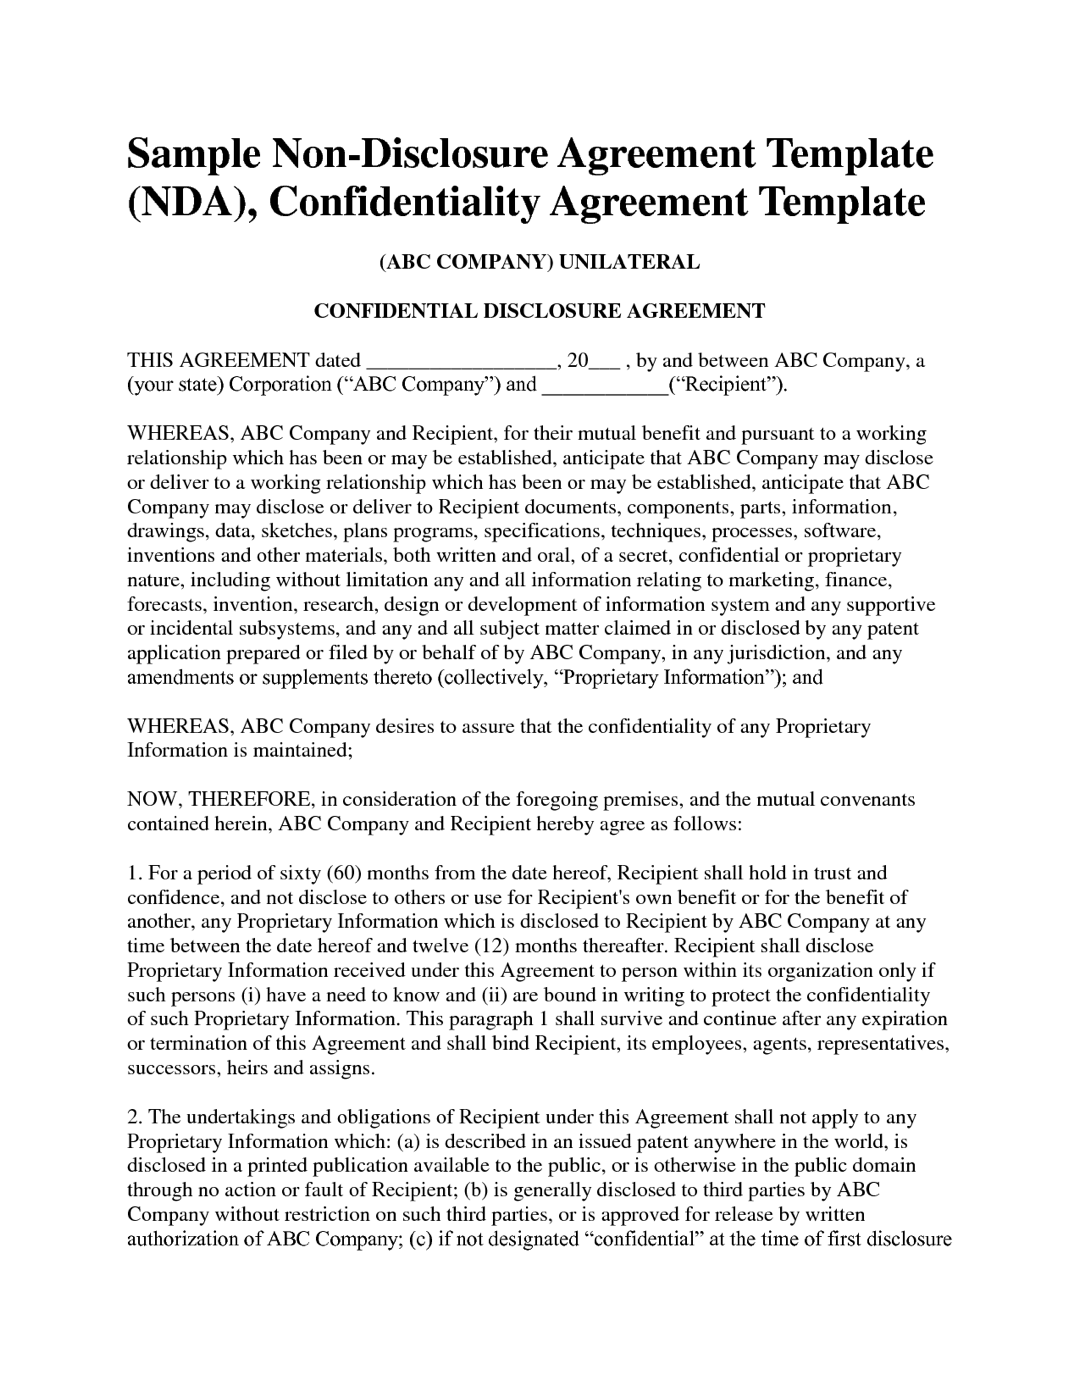 Sample Non-Disclosure Agreement Template
(NDA), Confidentiality Agreement Template
(ABC COMPANY) UNILATERAL
CONFIDENTIAL DISCLOSURE AGREEMENT
THIS AGREEMENT dated __________________, 20___ , by and between ABC Company, a
(your state) Corporation (“ABC Company”) and ____________(“Recipient”).
WHEREAS, ABC Company and Recipient, for their mutual benefit and pursuant to a working
relationship which has been or may be established, anticipate that ABC Company may disclose
or deliver to a working relationship which has been or may be established, anticipate that ABC
Company may disclose or deliver to Recipient documents, components, parts, information,
drawings, data, sketches, plans programs, specifications, techniques, processes, software,
inventions and other materials, both written and oral, of a secret, confidential or proprietary
nature, including without limitation any and all information relating to marketing, finance,
forecasts, invention, research, design or development of information system and any supportive
or incidental subsystems, and any and all subject matter claimed in or disclosed by any patent
application prepared or filed by or behalf of by ABC Company, in any jurisdiction, and any
amendments or supplements thereto (collectively, “Proprietary Information”); and
WHEREAS, ABC Company desires to assure that the confidentiality of any Proprietary
Information is maintained;
NOW, THEREFORE, in consideration of the foregoing premises, and the mutual convenants
contained herein, ABC Company and Recipient hereby agree as follows:
1. For a period of sixty (60) months from the date hereof, Recipient shall hold in trust and
confidence, and not disclose to others or use for Recipient's own benefit or for the benefit of
another, any Proprietary Information which is disclosed to Recipient by ABC Company at any
time between the date hereof and twelve (12) months thereafter. Recipient shall disclose
Proprietary Information received under this Agreement to person within its organization only if
such persons (i) have a need to know and (ii) are bound in writing to protect the confidentiality
of such Proprietary Information. This paragraph 1 shall survive and continue after any expiration
or termination of this Agreement and shall bind Recipient, its employees, agents, representatives,
successors, heirs and assigns.
2. The undertakings and obligations of Recipient under this Agreement shall not apply to any
Proprietary Information which: (a) is described in an issued patent anywhere in the world, is
disclosed in a printed publication available to the public, or is otherwise in the public domain
through no action or fault of Recipient; (b) is generally disclosed to third parties by ABC
Company without restriction on such third parties, or is approved for release by written
authorization of ABC Company; (c) if not designated “confidential” at the time of first disclosure